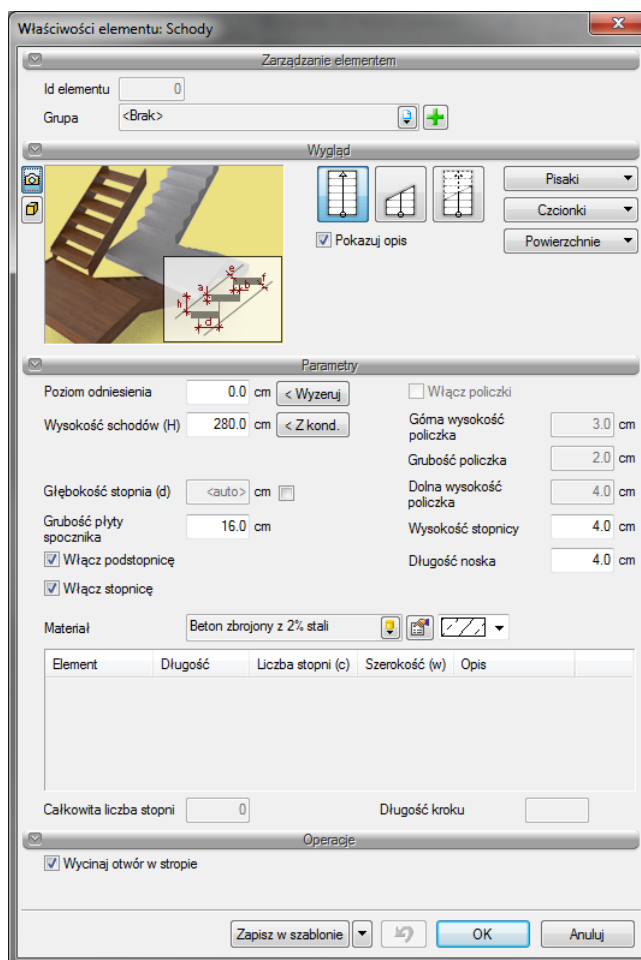 Właściwości elementu: Schody
Zarządzanie elementem
Id elementu 0
Grupa <Brak>
Wygląd
Pisaki
Czcionki
Pokazuj opis Powierzchnie
e f
a b
h
d
Parametry
Poziom odniesienia 0.0 cm < Wyzeruj Włącz policzki
Wysokość schodów (H) 280.0 cm < Z kond. Górna wysokość policzka 3.0 cm
Grubość policzka 2.0 cm
Głębokość stopnia (d) <auto> cm Dolna wysokość policzka 4.0 cm
Grubość płyty spocznika 16.0 cm Wysokość stopnicy 4.0 cm
Włącz podstopnicę Długość noska 4.0 cm
Włącz stopnicę
Materiał Beton zbrojony z 2% stali
Element Długość Liczba stopni (c) Szerokość (w) Opis
Całkowita liczba stopni 0 Długość kroku
Operacje
Wycinaj otwór w stropie
Zapisz w szablonie OK Anuluj